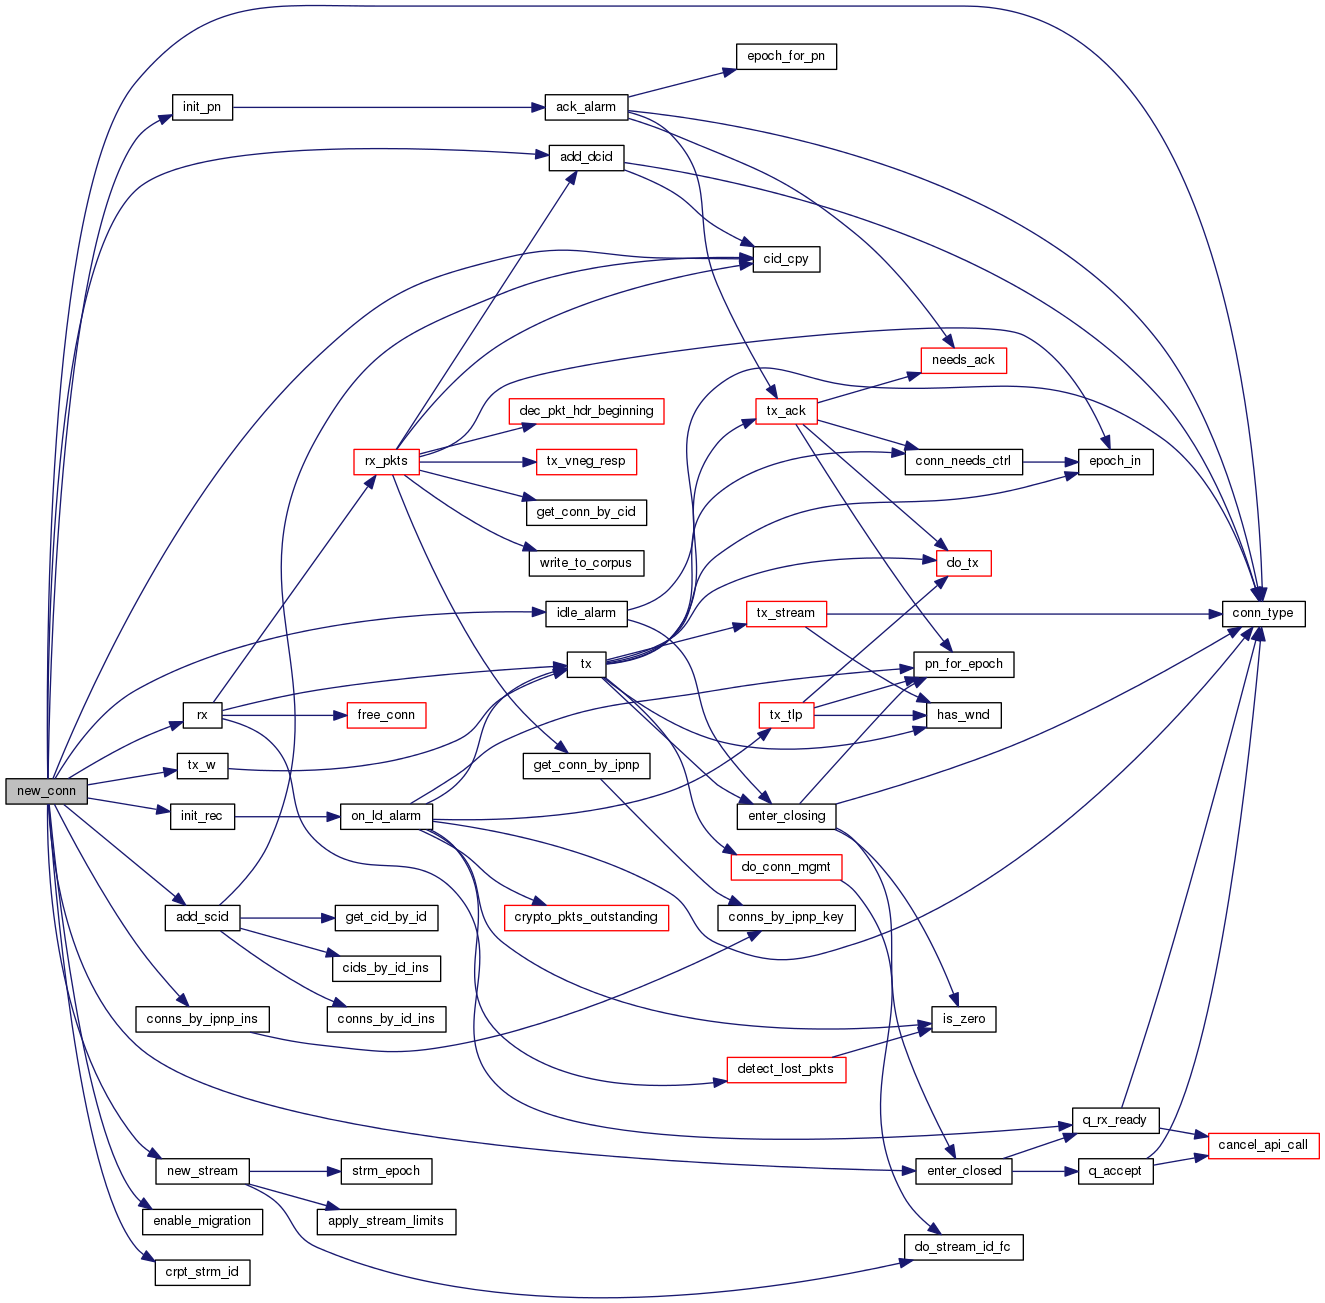 epoch_for_pn
init_pn
ack_alarm
add_dcid
cid_cpy
needs_ack
dec_pkt_hdr_beginning
tx_ack
rx_pkts
tx_vneg_resp
conn_needs_ctrl
epoch_in
get_conn_by_cid
write_to_corpus
do_tx
idle_alarm
tx_stream
conn_type
tx
pn_for_epoch
rx
free_conn
tx_tlp
has_wnd
tx_w
get_conn_by_ipnp
new_conn
init_rec
on_ld_alarm
enter_closing
do_conn_mgmt
add_scid
get_cid_by_id
crypto_pkts_outstanding
conns_by_ipnp_key
cids_by_id_ins
conns_by_ipnp_ins
conns_by_id_ins
is_zero
detect_lost_pkts
q_rx_ready
cancel_api_call
new_stream
strm_epoch
enter_closed
q_accept
enable_migration
apply_stream_limits
do_stream_id_fc
crpt_strm_id